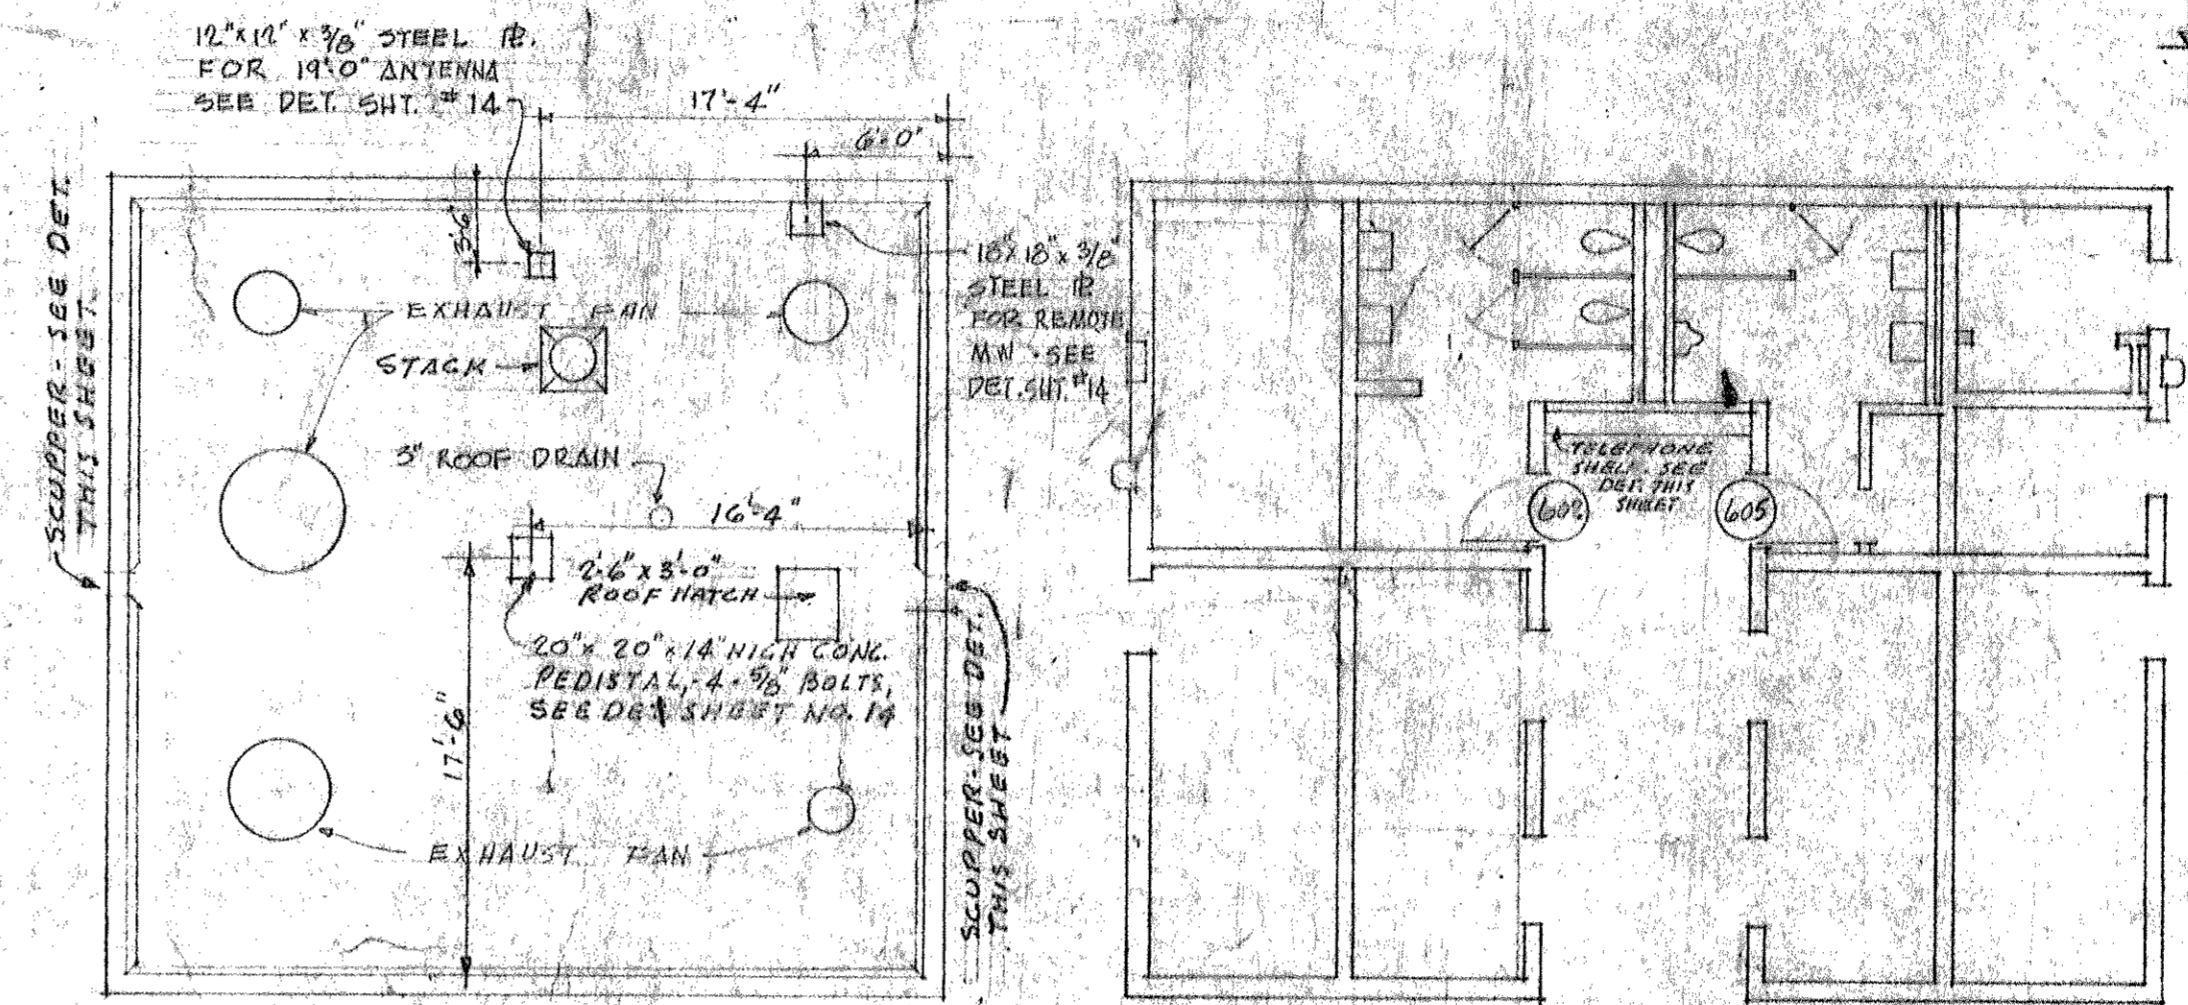 12"x12" x 3/8" STEEL PL.
FOR 19'-0" ANTENNA
SEE DET. SHT. #14
17'-4"
6'-0"
3'-6"
SCUPPER - SEE DET.
THIS SHEET.
EXHAUST FAN
STACK
18"x18" x 3/8"
STEEL PL
FOR REMOTE
MW - SEE
DET. SHT. #14
3" ROOF DRAIN
16'-4"
2'-6" x 3'-0"
ROOF HATCH
20" x 20" x 14" HIGH CONC.
PEDISTAL, - 4 - 5/8" BOLTS,
SEE DET SHEET NO. 14
17'-6"
EXHAUST FAN
SCUPPER - SEE DET.
THIS SHEET
TELEPHONE
SHELF. SEE
DET. THIS
SHEET
605